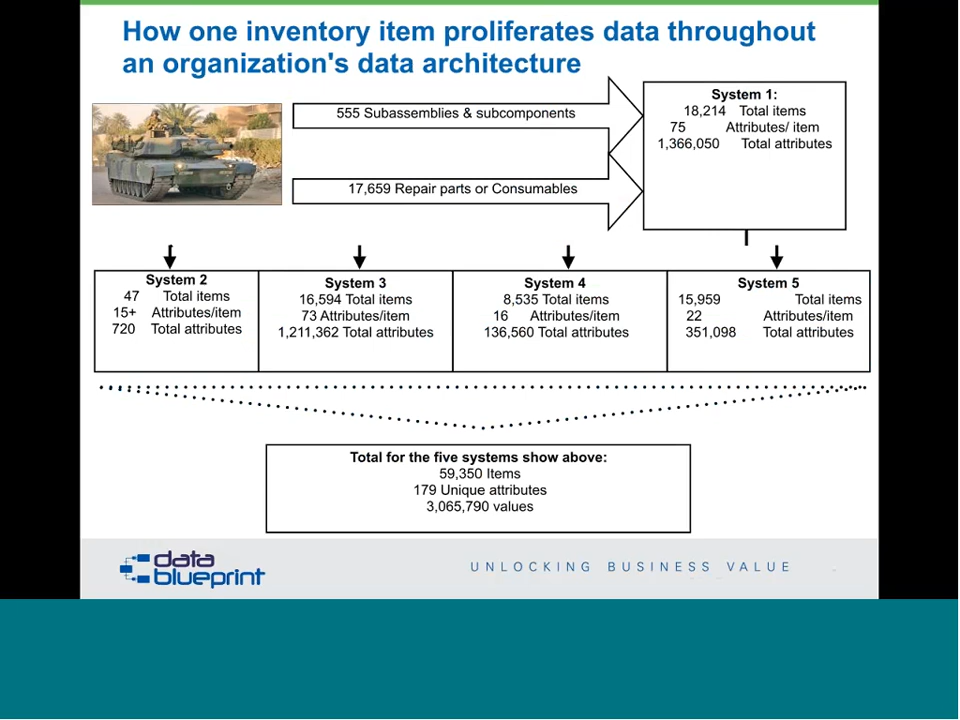 How one inventory item proliferates data throughout
an organization's data architecture
555 Subassemblies & subcomponents
17,659 Repair parts or Consumables
System 1:
18,214 Total items
75 Attributes/ item
1,366,050 Total attributes
System 2
47 Total items
15+ Attributes/item
720 Total attributes
System 3
16,594 Total items
73 Attributes/item
1,211,362 Total attributes
System 4
8,535 Total items
16 Attributes/item
136,560 Total attributes
System 5
15,959 Total items
22 Attributes/item
351,098 Total attributes
Total for the five systems show above:
59,350 Items
179 Unique attributes
3,065,790 values
data
blueprint
UNLOCKING BUSINESS VALUE